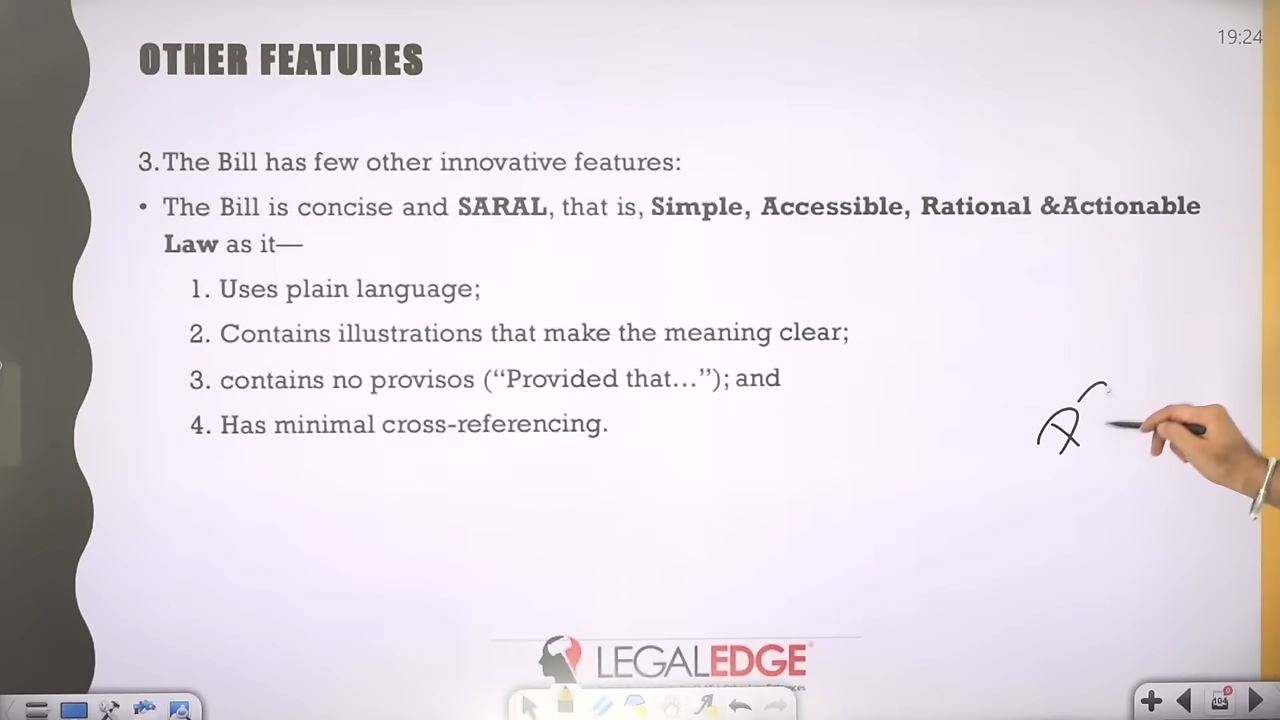 19:24
OTHER FEATURES
3. The Bill has few other innovative features:
• The Bill is concise and SARAL, that is, Simple, Accessible, Rational &Actionable
Law as it—
1. Uses plain language;
2. Contains illustrations that make the meaning clear;
3. contains no provisos (“Provided that...”); and
4. Has minimal cross-referencing.
LEGALEDGE
104